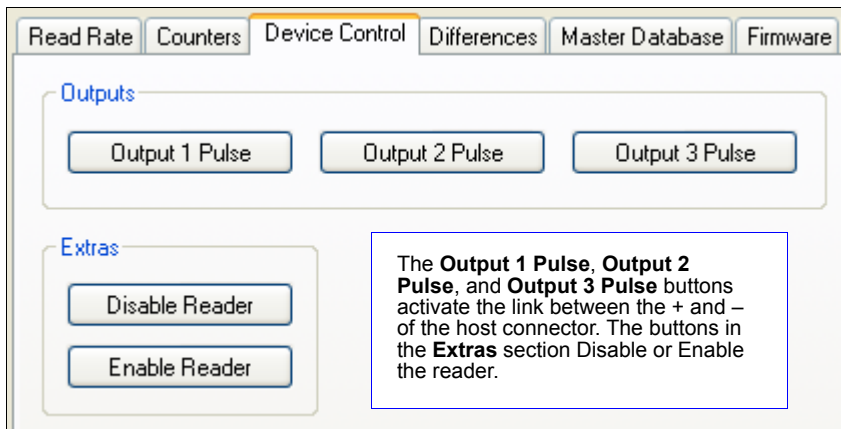 Read Rate Counters Device Control Differences Master Database Firmware
Outputs
Output 1 Pulse Output 2 Pulse Output 3 Pulse
Extras
Disable Reader
Enable Reader
The Output 1 Pulse, Output 2
Pulse, and Output 3 Pulse buttons
activate the link between the + and –
of the host connector. The buttons in
the Extras section Disable or Enable
the reader.